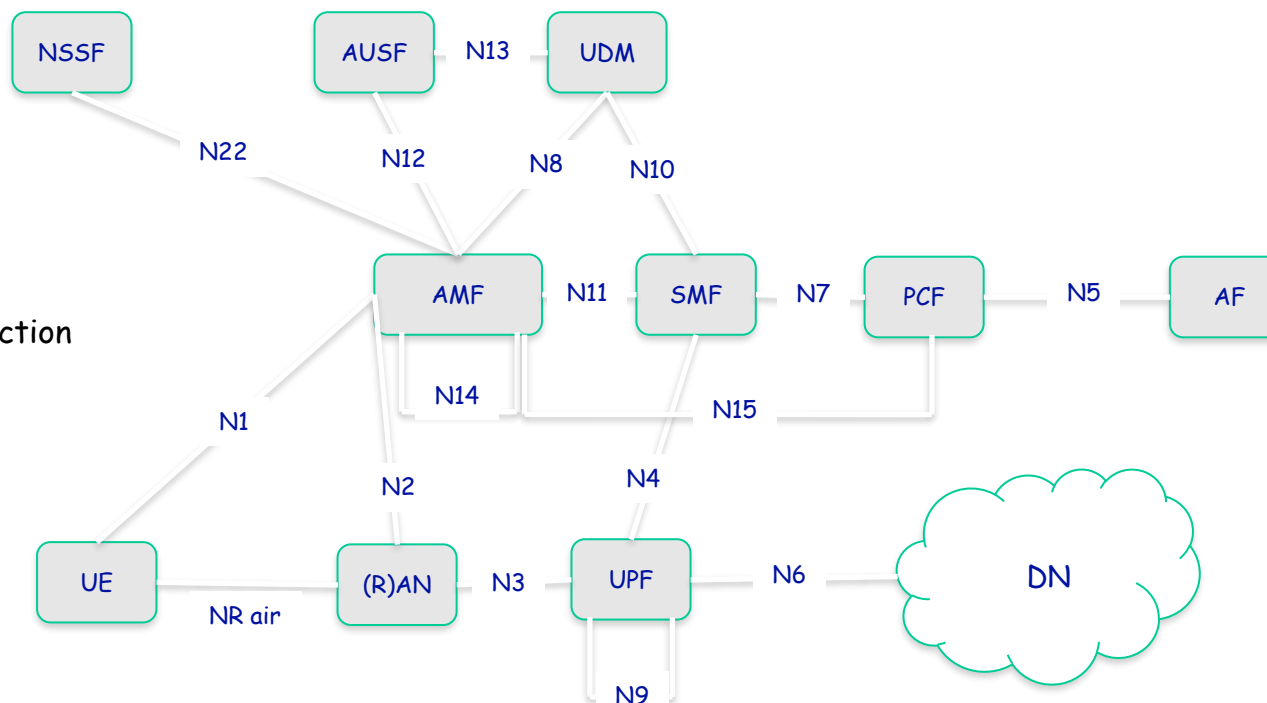 NSSF
AUSF
N13
UDM
N22
N12
N8
N10
AMF
N11
SMF
N7
PCF
N5
AF
ction
N14
N15
N1
N2
N4
UE
NR air
(R)AN
N3
UPF
N6
DN
N9